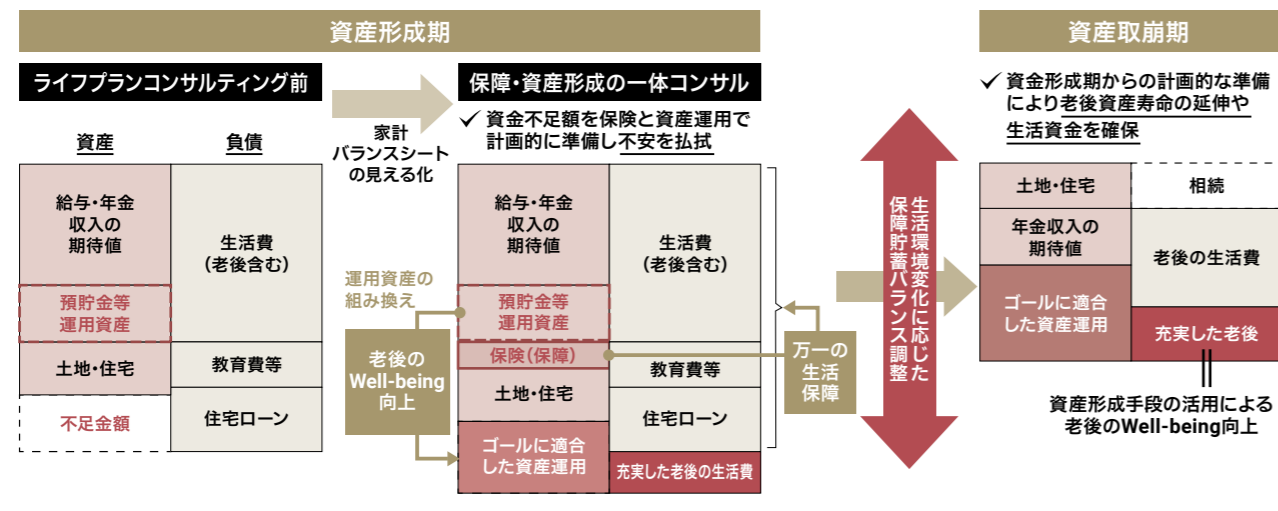 資産形成期
ライフプランコンサルティング前
資産
負債
給与・年金
収入の
期待値
預貯金等
運用資産
土地・住宅
不足金額
生活費
(老後含む)
教育費等
住宅ローン
家計
バランスシート
の見える化
保障・資産形成の一体コンサル
資金不足額を保険と資産運用で
計画的に準備し不安を払拭
給与・年金
収入の
期待値
預貯金等
運用資産
保険(保障)
土地・住宅
ゴールに適合
した資産運用
生活費
(老後含む)
教育費等
住宅ローン
充実した老後の生活費
運用資産の
組み換え
老後の
Well-being
向上
万一の
生活
保障
生活環境変化に応じた
保障貯蓄バランス調整
資産取崩期
資金形成期からの計画的な準備
により老後資産寿命の延伸や
生活資金を確保
土地・住宅
年金収入の
期待値
ゴールに適合
した資産運用
相続
老後の生活費
充実した老後
資産形成手段の活用による
老後のWell-being向上